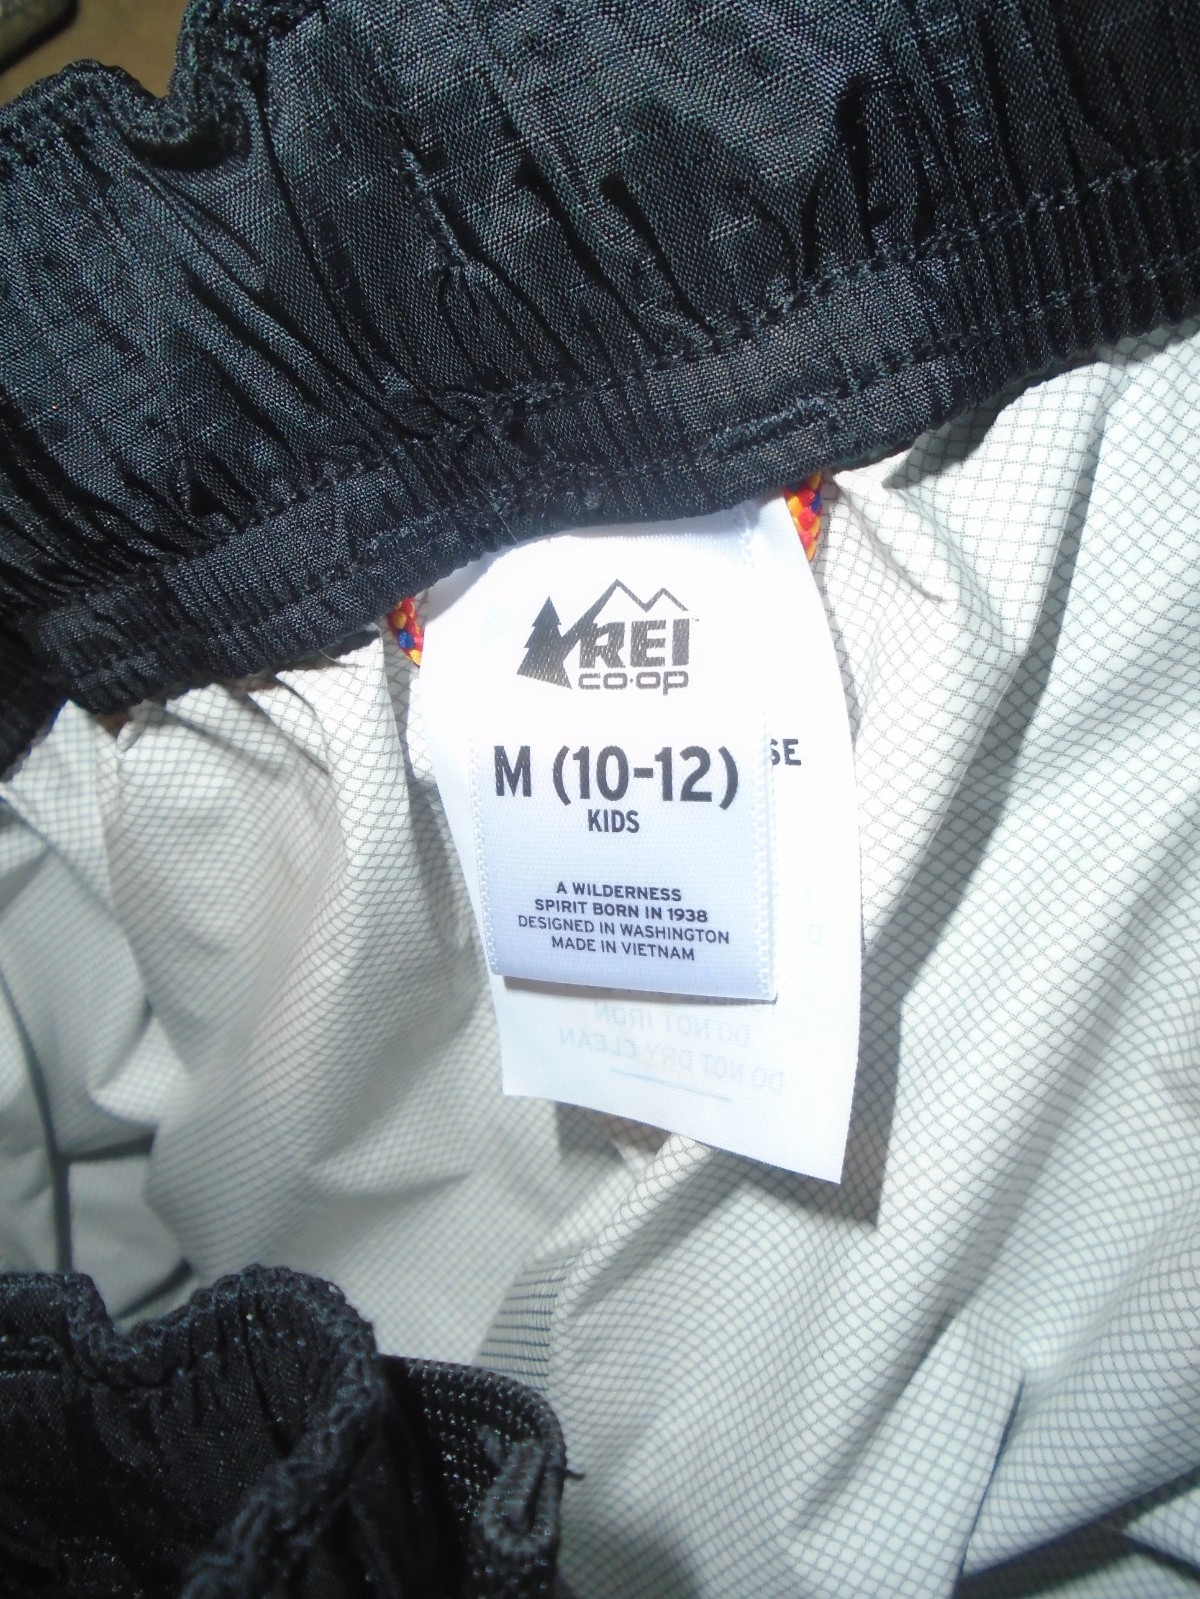 REI
co·op
M (10-12)
KIDS
A WILDERNESS
SPIRIT BORN IN 1938
DESIGNED IN WASHINGTON
MADE IN VIETNAM
SE
DO NOT IRON
DO NOT DRY CLEAN